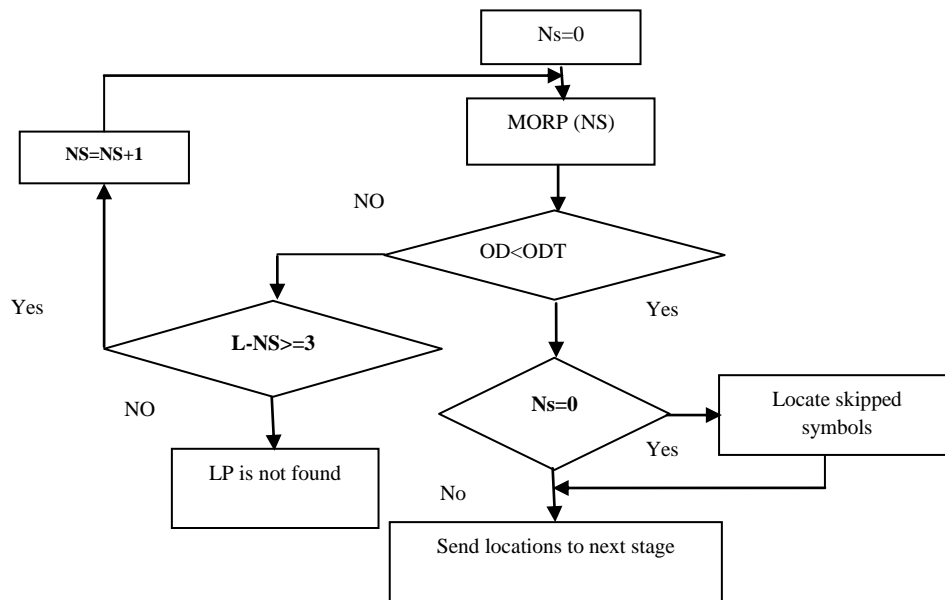 Ns=0
MORP (NS)
NS=NS+1
NO
OD<ODT
Yes
Yes
L-NS>=3
NO
Ns=0
Locate skipped
symbols
Yes
LP is not found
No
Send locations to next stage